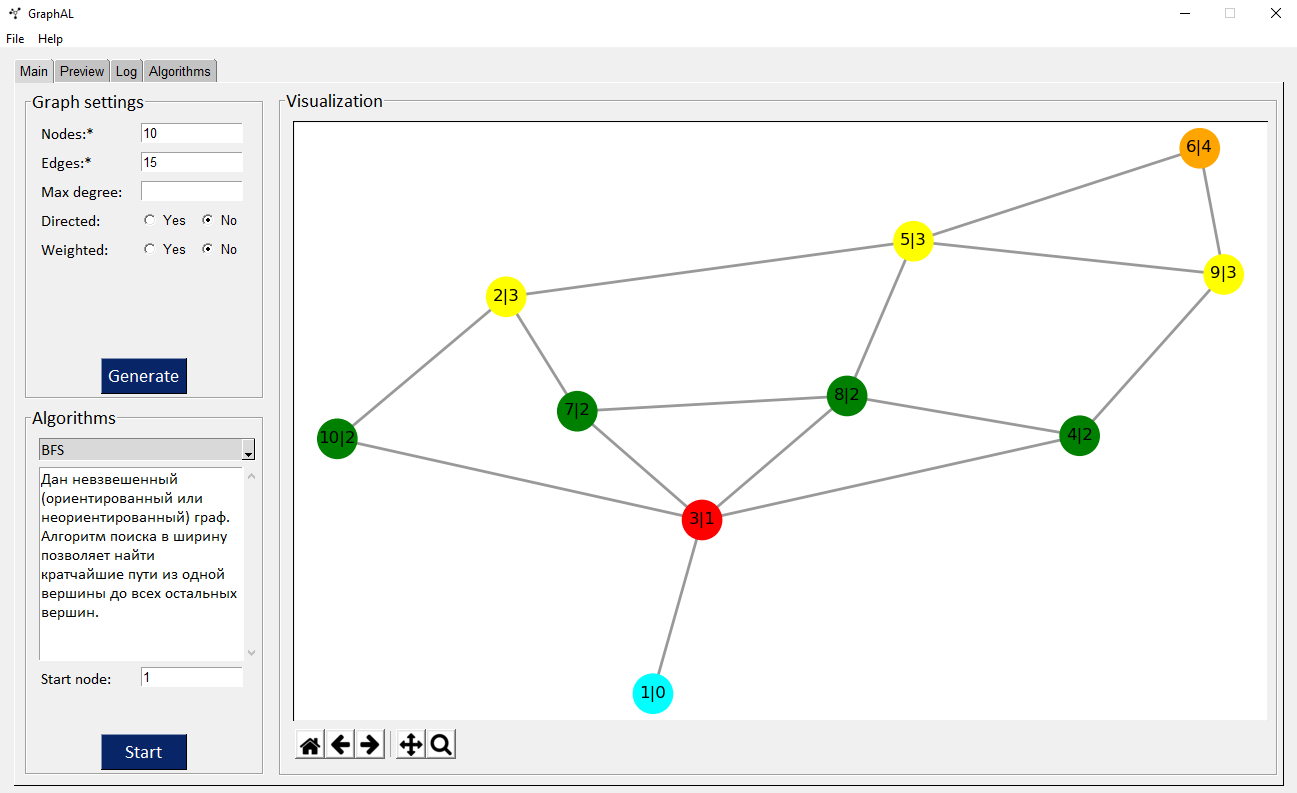 GraphAL
File Help
Main Preview Log Algorithms
Graph settings
Nodes:* 10
Edges:* 15
Max degree:
Directed: Yes No
Weighted: Yes No
Generate
Algorithms
BFS
Дан невзвешенный
(ориентированный или
неориентированный) граф.
Алгоритм поиска в ширину
позволяет найти
кратчайшие пути из одной
вершины до всех остальных
вершин.
Start node: 1
Start
Visualization
6|4
5|3
9|3
2|3
8|2
7|2
4|2
10|2
3|1
1|0